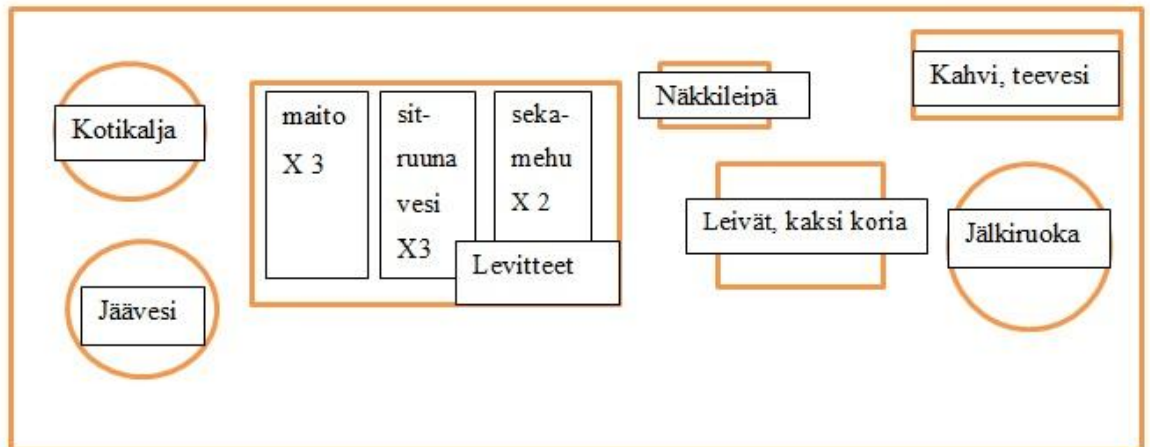 Kotikalja
Jäävesi
maito
X 3
sit-
ruuna
vesi
X3
seka-
mehu
X 2
Levitteet
Näkkileipä
Leivät, kaksi koria
Kahvi, teevesi
Jälkiruoka